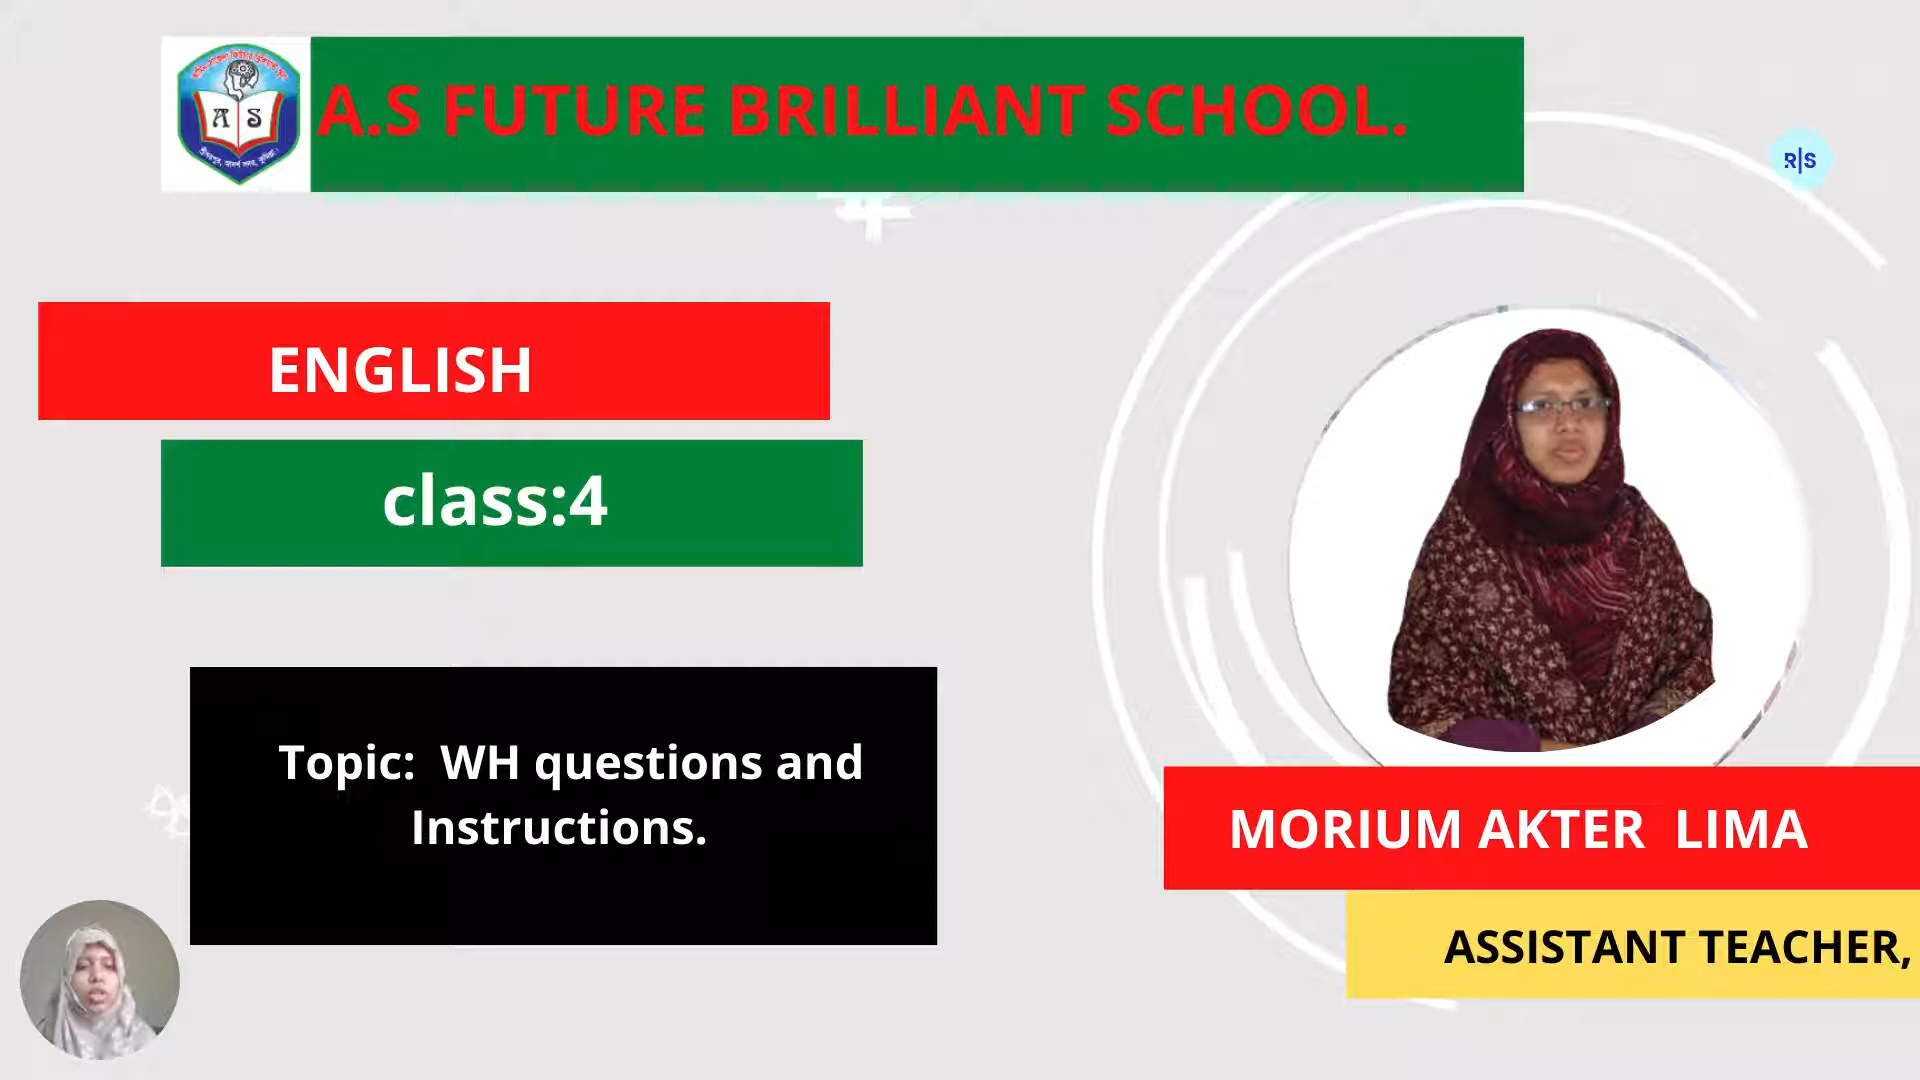 A S
A.S FUTURE BRILLIANT SCHOOL.
R|S
ENGLISH
class:4
Topic: WH questions and
Instructions.
MORIUM AKTER LIMA
ASSISTANT TEACHER,